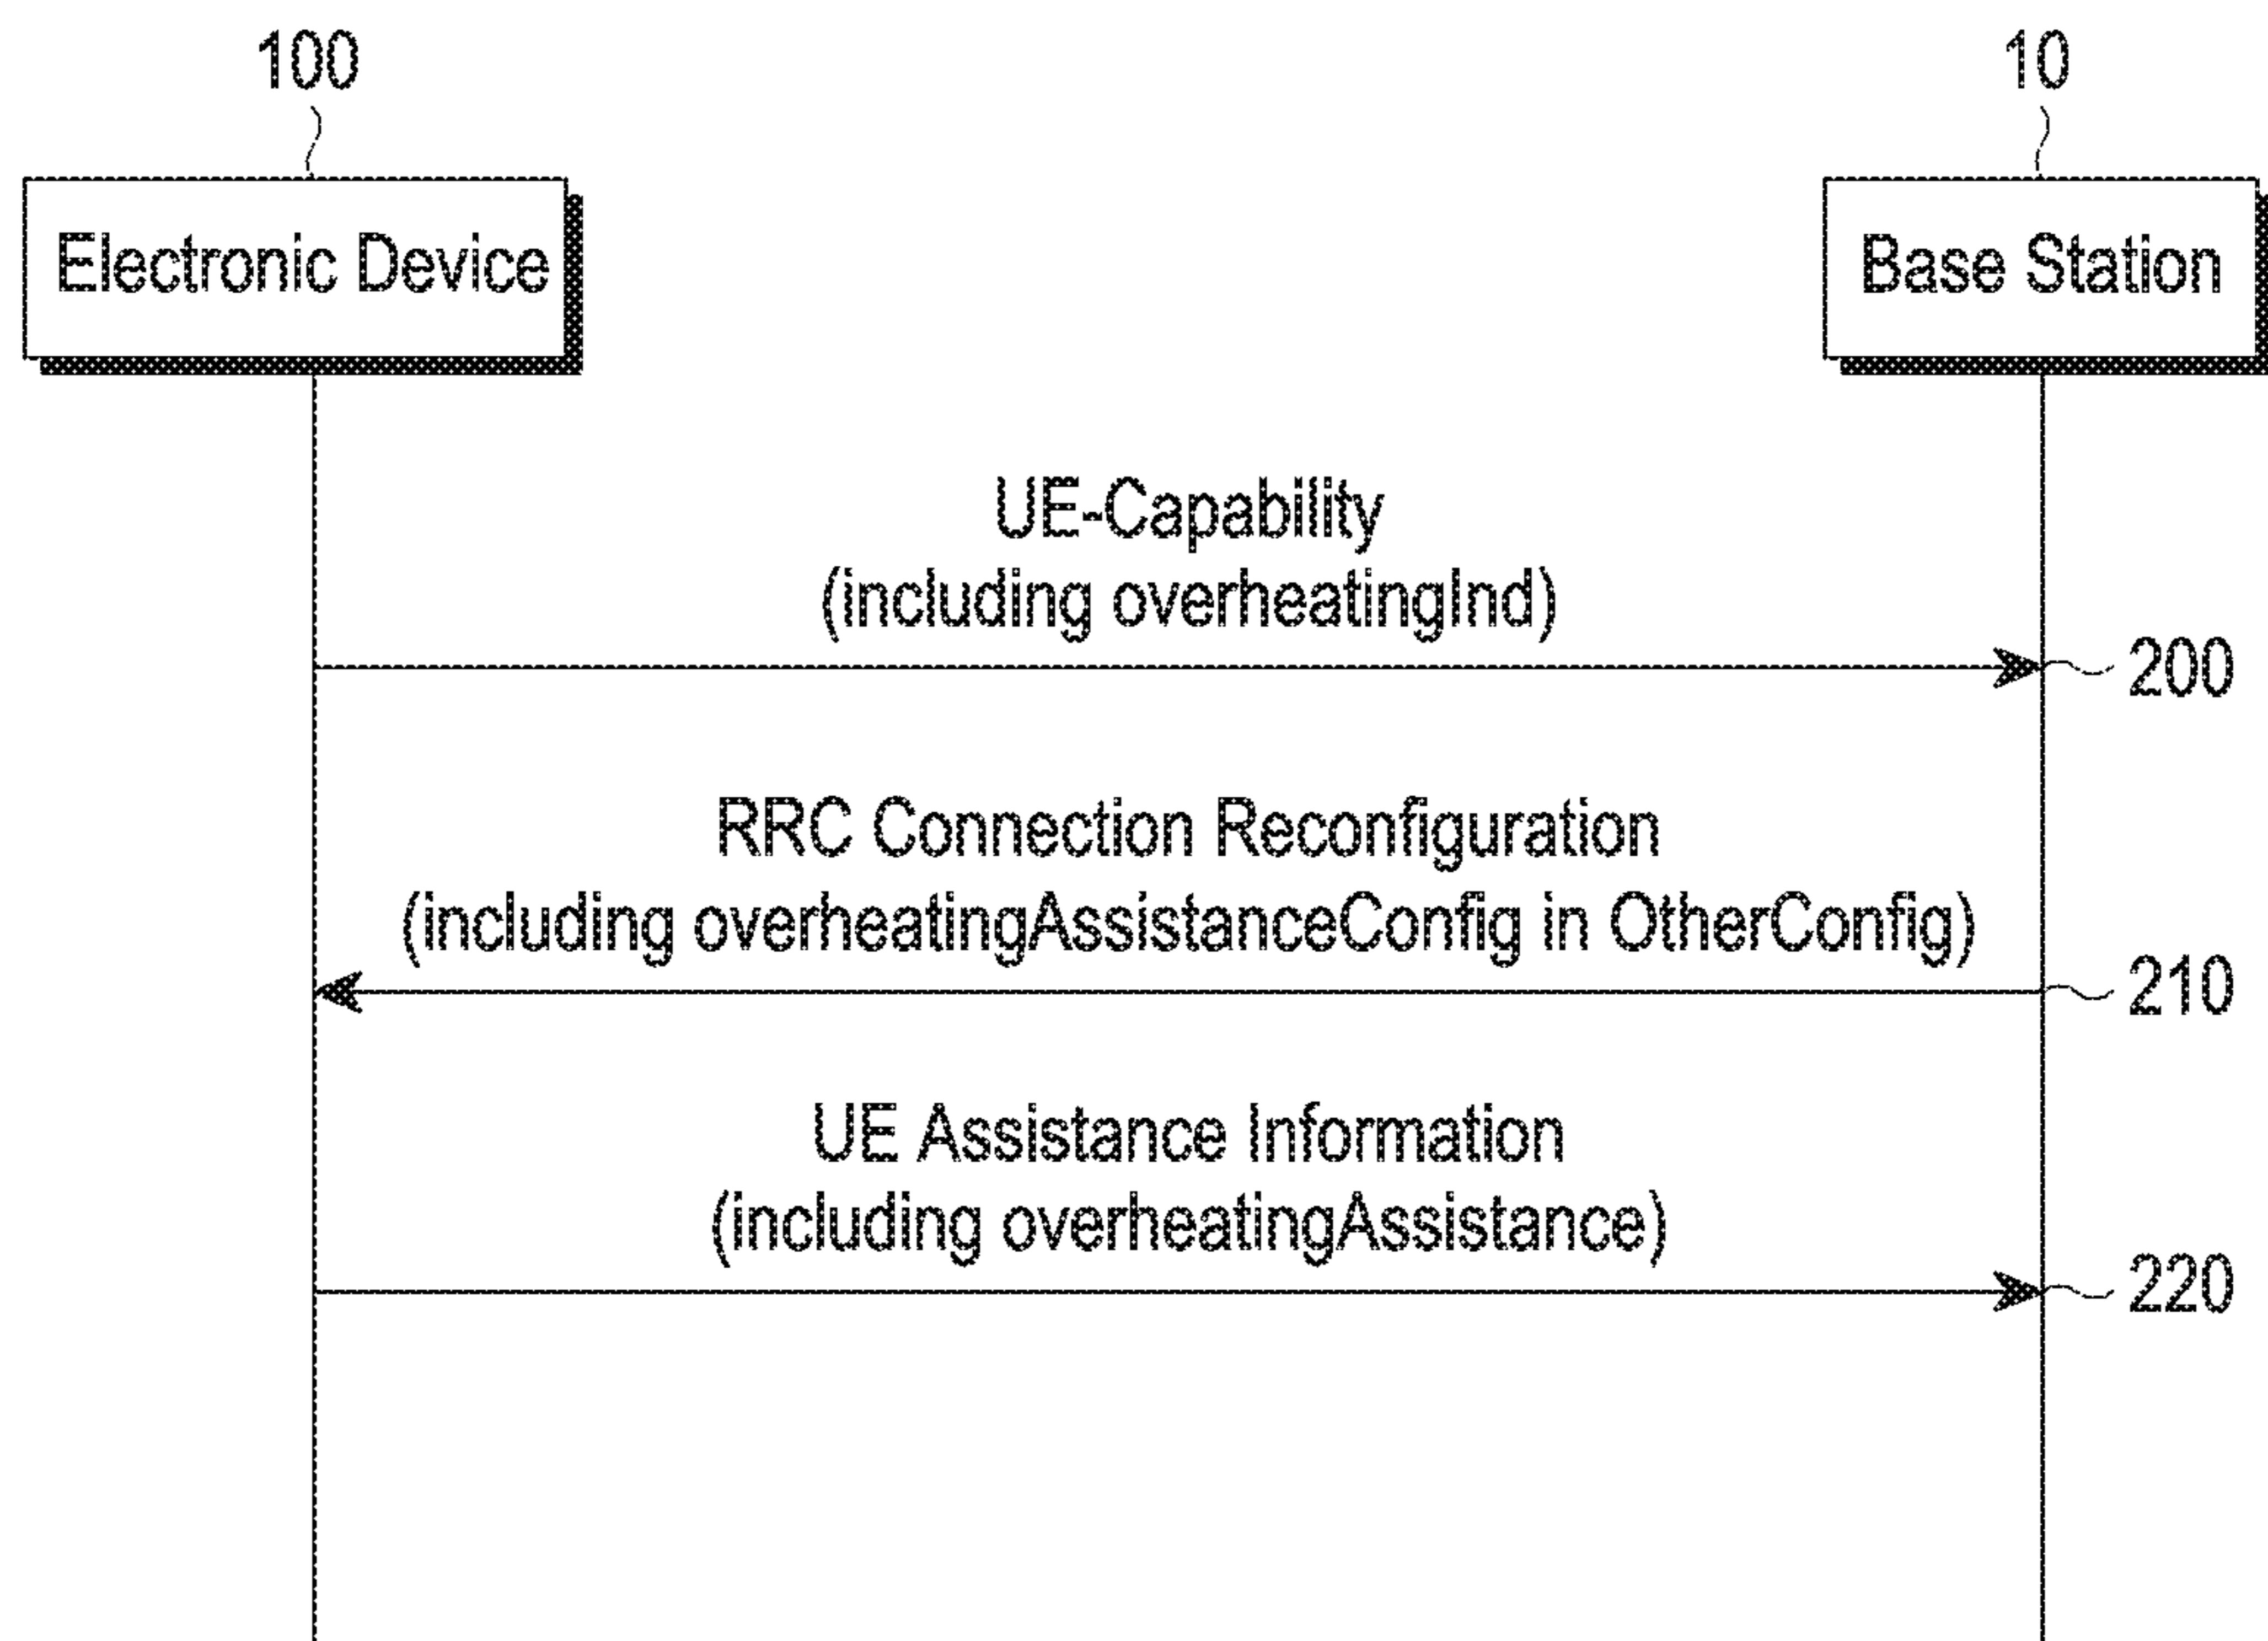 100
10
Electronic Device
Base Station
UE-Capability
(including overheatingInd)
200
RRC Connection Reconfiguration
(including overheatingAssistanceConfig in OtherConfig)
210
UE Assistance Information
(including overheatingAssistance)
220